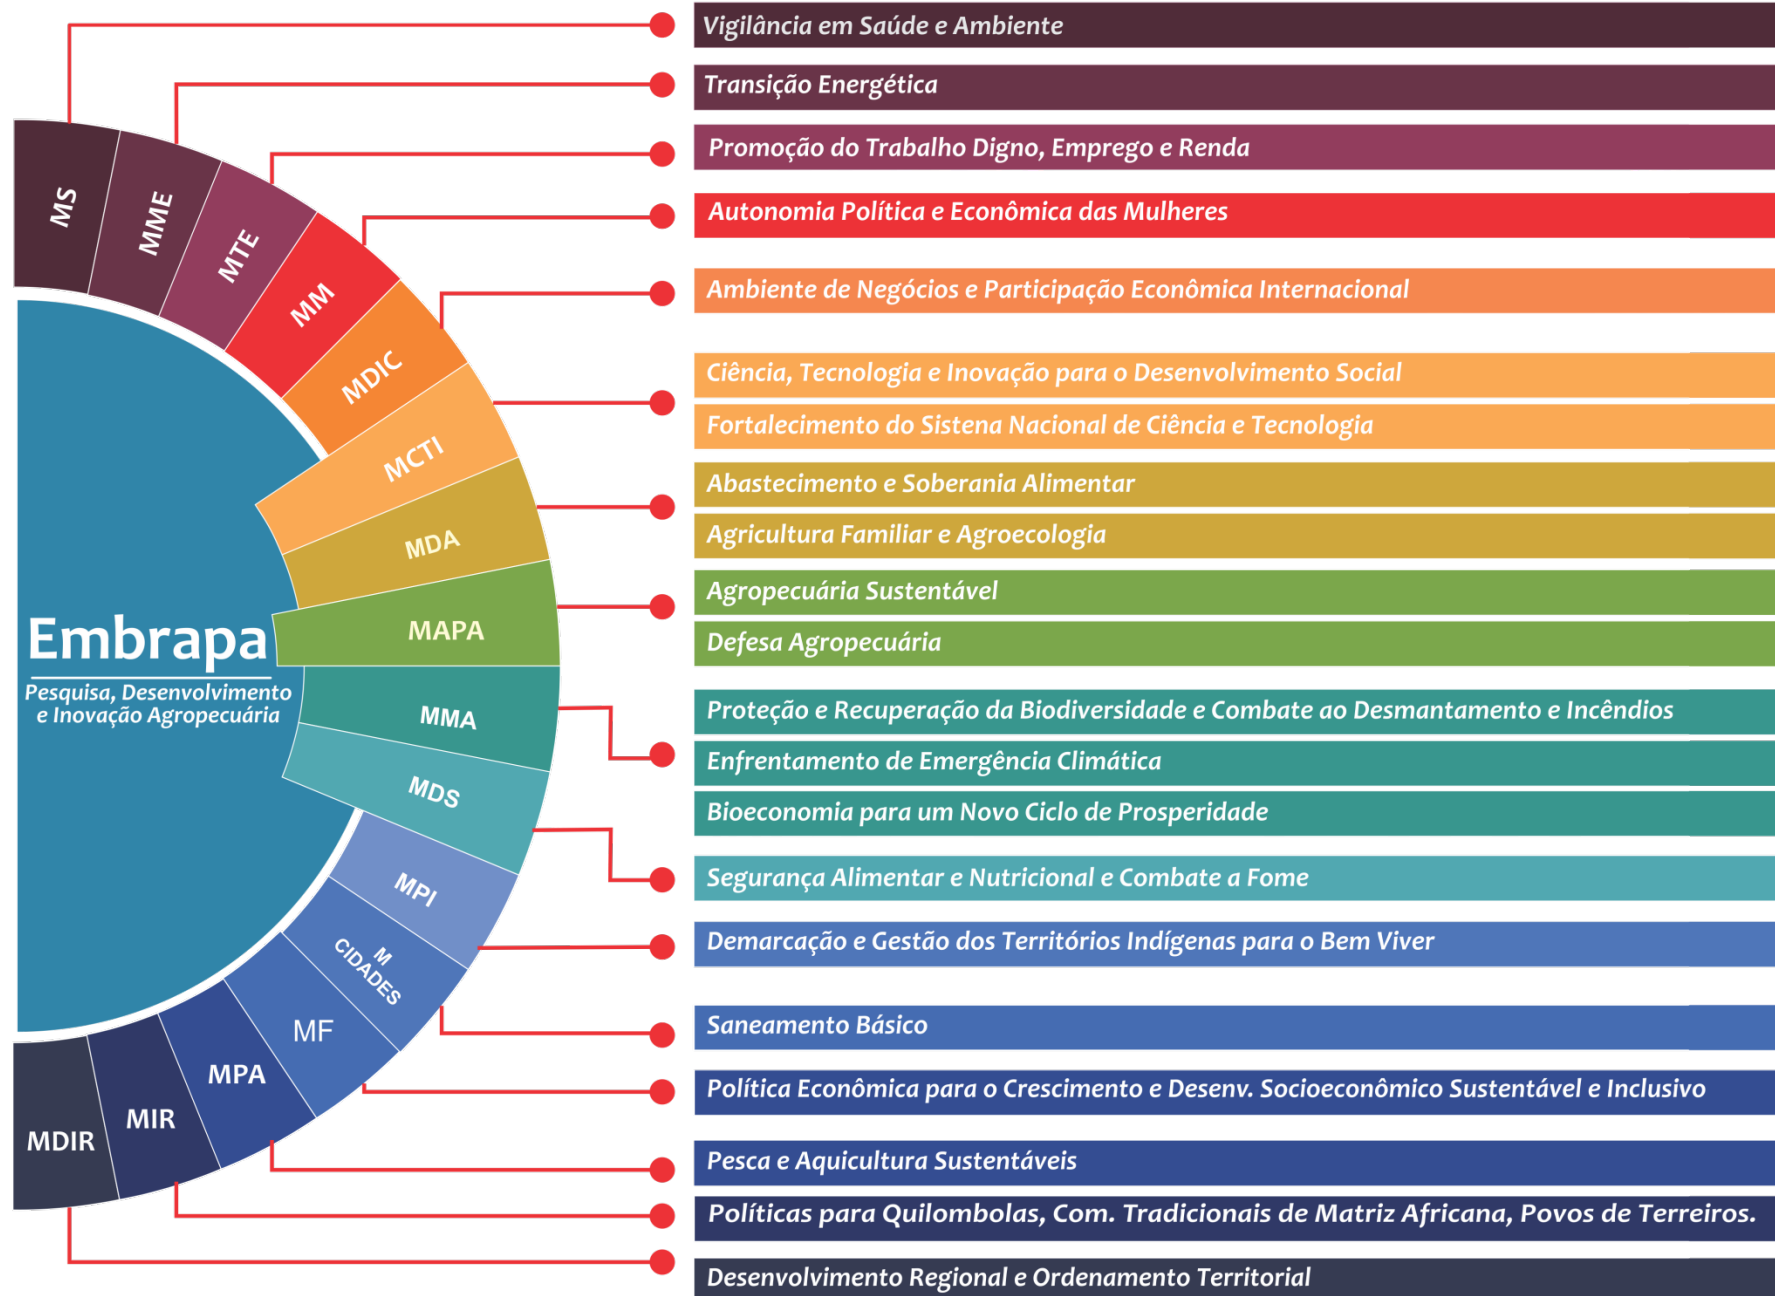 Vigilância em Saúde e Ambiente
Transição Energética
Promoção do Trabalho Digno, Emprego e Renda
Autonomia Política e Econômica das Mulheres
Ambiente de Negócios e Participação Econômica Internacional
Ciência, Tecnologia e Inovação para o Desenvolvimento Social
Fortalecimento do Sistena Nacional de Ciência e Tecnologia
Abastecimento e Soberania Alimentar
Agricultura Familiar e Agroecologia
Agropecuária Sustentável
Defesa Agropecuária
Proteção e Recuperação da Biodiversidade e Combate ao Desmantamento e Incêndios
Enfrentamento de Emergência Climática
Bioeconomia para um Novo Ciclo de Prosperidade
Segurança Alimentar e Nutricional e Combate a Fome
Demarcação e Gestão dos Territórios Indígenas para o Bem Viver
Saneamento Básico
Política Econômica para o Crescimento e Desenv. Socioeconômico Sustentável e Inclusivo
Pesca e Aquicultura Sustentáveis
Políticas para Quilombolas, Com. Tradicionais de Matriz Africana, Povos de Terreiros.
Desenvolvimento Regional e Ordenamento Territorial
MS
MME
MTE
MM
MDIC
MCTI
MDA
MAPA
MMA
MDS
MPI
M
CIDADES
MF
MPA
MIR
MDIR
Embrapa
Pesquisa, Desenvolvimento
e Inovação Agropecuária